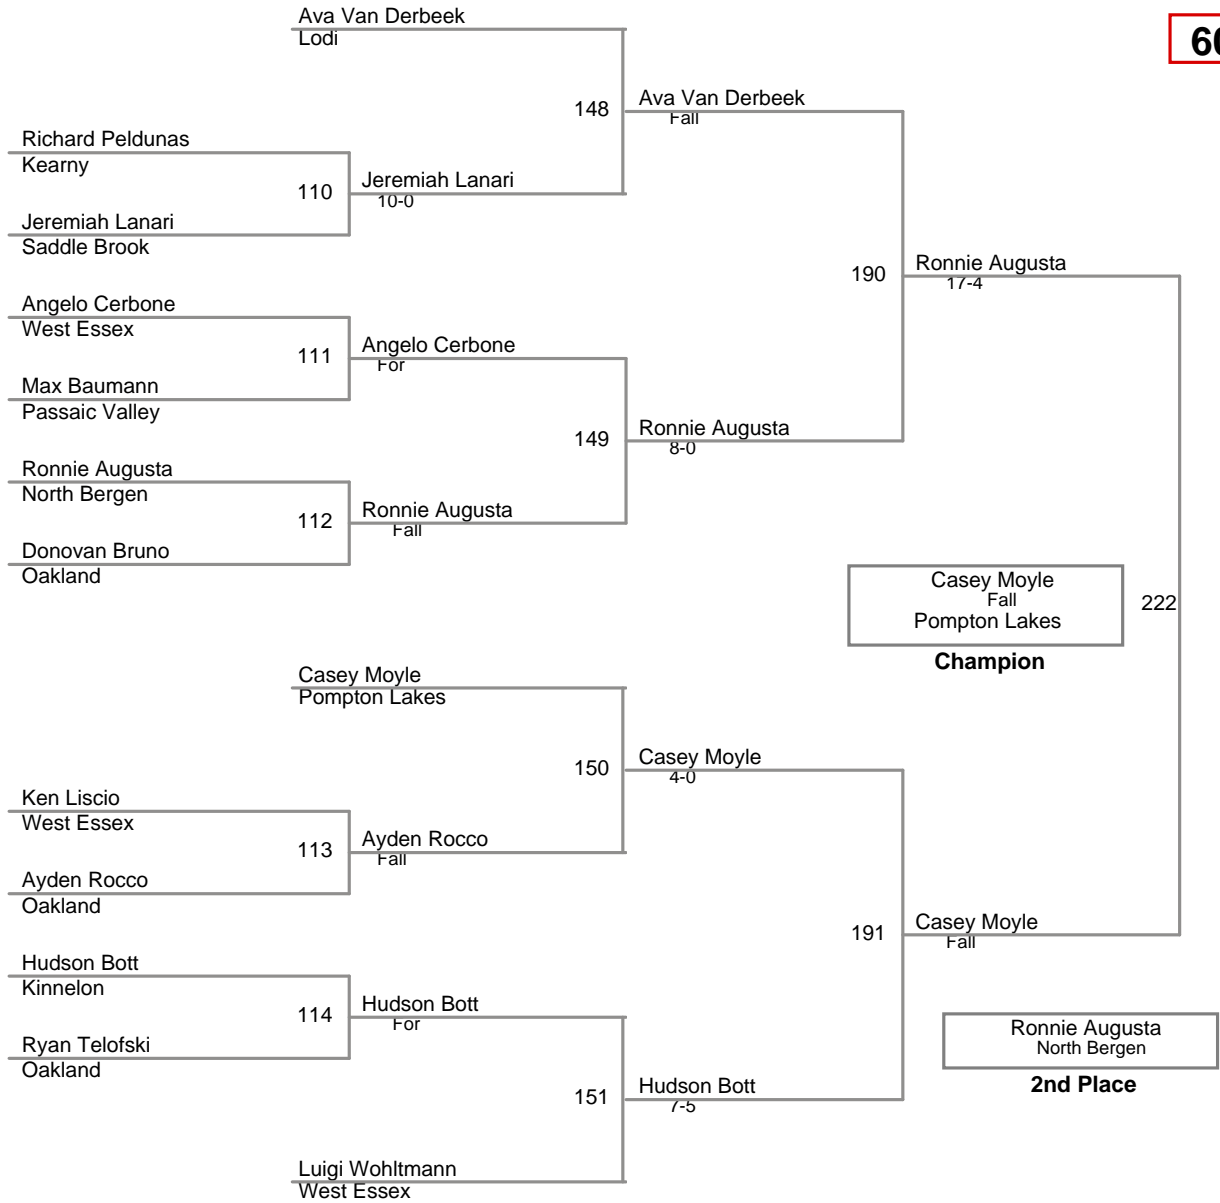 Ava Van Derbeek
Lodi
60
148
Ava Van Derbeek
Fall
Richard Peldunas
Kearny
110
Jeremiah Lanari
10-0
Jeremiah Lanari
Saddle Brook
190
Ronnie Augusta
17-4
Angelo Cerbone
West Essex
111
Angelo Cerbone
For
Max Baumann
Passaic Valley
149
Ronnie Augusta
8-0
Ronnie Augusta
North Bergen
112
Ronnie Augusta
Fall
Donovan Bruno
Oakland
Casey Moyle
Fall
Pompton Lakes
222
Champion
Casey Moyle
Pompton Lakes
150
Casey Moyle
4-0
Ken Liscio
West Essex
113
Ayden Rocco
Fall
Ayden Rocco
Oakland
191
Casey Moyle
Fall
Hudson Bott
Kinnelon
114
Hudson Bott
For
Ryan Telofski
Oakland
Ronnie Augusta
North Bergen
2nd Place
151
Hudson Bott
7-5
Luigi Wohltmann
West Essex